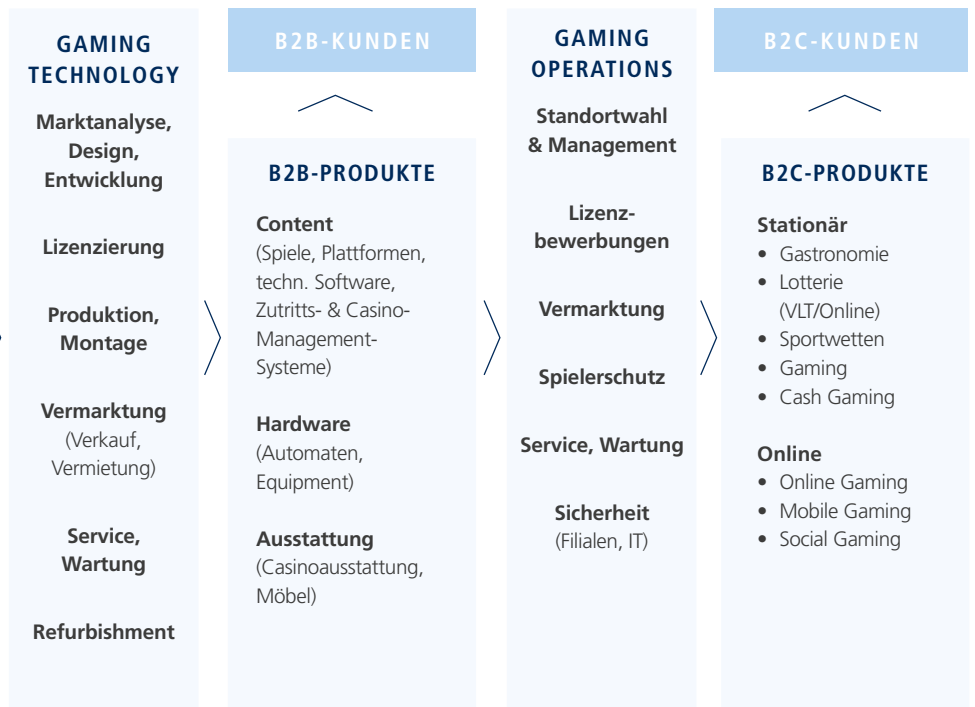 GAMING
TECHNOLOGY
Marktanalyse,
Design,
Entwicklung
Lizenzierung
Produktion,
Montage
Vermarktung
(Verkauf,
Vermietung)
Service,
Wartung
Refurbishment
B2B-KUNDEN
B2B-PRODUKTE
Content
(Spiele, Plattformen,
techn. Software,
Zutritts- & Casino-
Management-
Systeme)
Hardware
(Automaten,
Equipment)
Ausstattung
(Casinoausstattung,
Möbel)
GAMING
OPERATIONS
Standortwahl
& Management
Lizenz-
bewerbungen
Vermarktung
Spielerschutz
Service, Wartung
Sicherheit
(Filialen, IT)
B2C-KUNDEN
B2C-PRODUKTE
Stationär
• Gastronomie
• Lotterie
(VLT/Online)
• Sportwetten
• Gaming
• Cash Gaming
Online
• Online Gaming
• Mobile Gaming
• Social Gaming